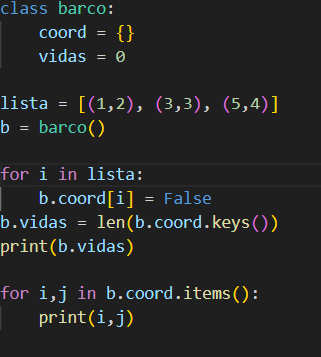 class barco:
    coord = {}
    vidas = 0
lista = [(1,2), (3,3), (5,4)]
b = barco()
for i in lista:
    b.coord[i] = False
b.vidas = len(b.coord.keys())
print(b.vidas)
for i,j in b.coord.items():
    print(i,j)